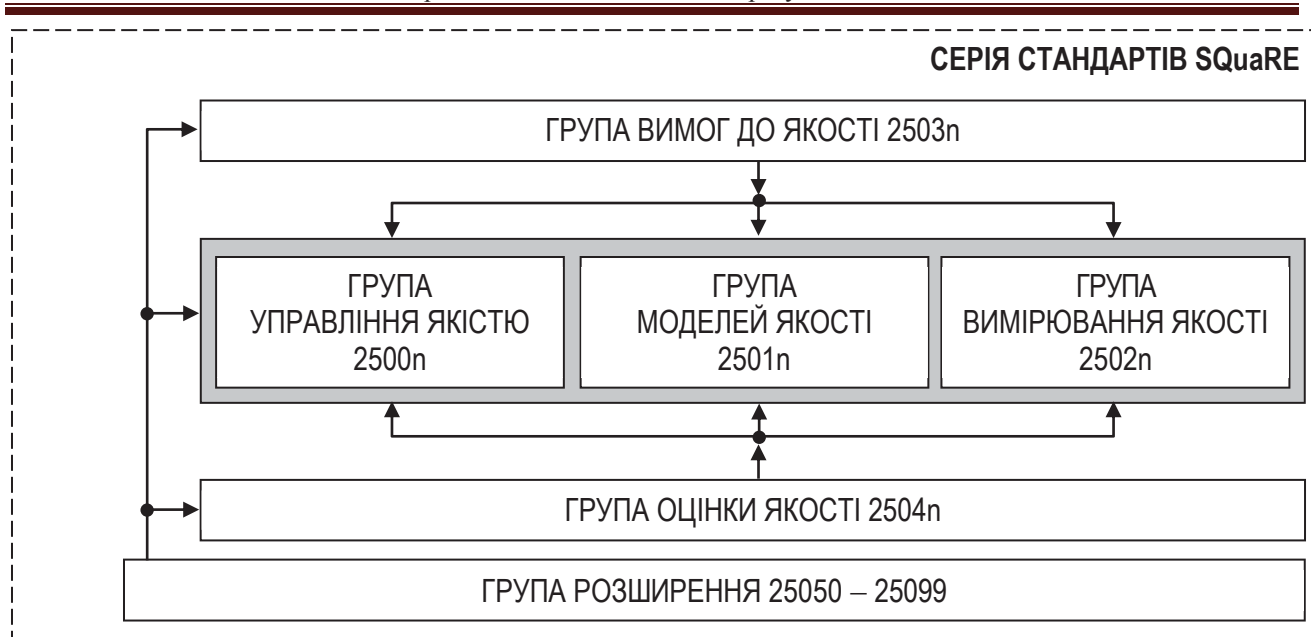 СЕРІЯ СТАНДАРТІВ SQuaRE
ГРУПА ВИМОГ ДО ЯКОСТІ 2503n
ГРУПА
УПРАВЛІННЯ ЯКІСТЮ
2500n
ГРУПА
МОДЕЛЕЙ ЯКОСТІ
2501n
ГРУПА
ВИМІРЮВАННЯ ЯКОСТІ
2502n
ГРУПА ОЦІНКИ ЯКОСТІ 2504n
ГРУПА РОЗШИРЕННЯ 25050 – 25099